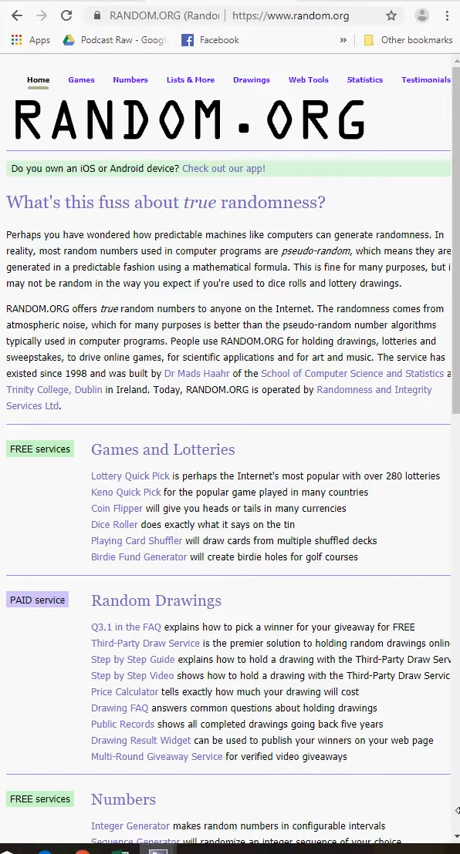 RANDOM.ORG (Rando
https://www.random.org
Apps Podcast Raw - Goog Facebook » Other bookmarks
Home Games Numbers Lists & More Drawings Web Tools Statistics Testimonials
RANDOM.ORG
Do you own an iOS or Android device? Check out our app!
What's this fuss about true randomness?
Perhaps you have wondered how predictable machines like computers can generate randomness. In
reality, most random numbers used in computer programs are pseudo-random, which means they are
generated in a predictable fashion using a mathematical formula. This is fine for many purposes, but i
may not be random in the way you expect if you're used to dice rolls and lottery drawings.
RANDOM.ORG offers true random numbers to anyone on the Internet. The randomness comes from
atmospheric noise, which for many purposes is better than the pseudo-random number algorithms
typically used in computer programs. People use RANDOM.ORG for holding drawings, lotteries and
sweepstakes, to drive online games, for scientific applications and for art and music. The service has
existed since 1998 and was built by Dr Mads Haahr of the School of Computer Science and Statistics a
Trinity College, Dublin in Ireland. Today, RANDOM.ORG is operated by Randomness and Integrity
Services Ltd.
FREE services
Games and Lotteries
Lottery Quick Pick is perhaps the Internet's most popular with over 280 lotteries
Keno Quick Pick for the popular game played in many countries
Coin Flipper will give you heads or tails in many currencies
Dice Roller does exactly what it says on the tin
Playing Card Shuffler will draw cards from multiple shuffled decks
Birdie Fund Generator will create birdie holes for golf courses
PAID service
Random Drawings
Q3.1 in the FAQ explains how to pick a winner for your giveaway for FREE
Third-Party Draw Service is the premier solution to holding random drawings onlin
Step by Step Guide explains how to hold a drawing with the Third-Party Draw Serv
Step by Step Video shows how to hold a drawing with the Third-Party Draw Servic
Price Calculator tells exactly how much your drawing will cost
Drawing FAQ answers common questions about holding drawings
Public Records shows all completed drawings going back five years
Drawing Result Widget can be used to publish your winners on your web page
Multi-Round Giveaway Service for verified video giveaways
FREE services
Numbers
Integer Generator makes random numbers in configurable intervals
Sequence Generator will randomize an integer sequence of your choice